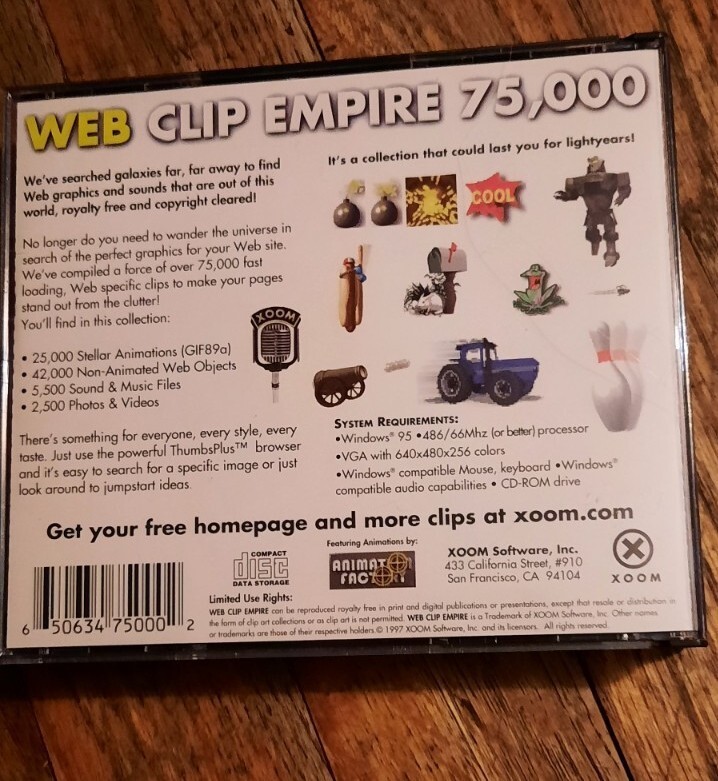 WEB CLIP EMPIRE 75,000
We've searched galaxies far, far away to find
Web graphics and sounds that are out of this
world, royalty free and copyright cleared!
No longer do you need to wander the universe in
search of the perfect graphics for your Web site.
We've compiled a force of over 75,000 fast
loading, Web specific clips to make your pages
stand out from the clutter!
You'll find in this collection:
• 25,000 Stellar Animations (GIF89a)
• 42,000 Non-Animated Web Objects
• 5,500 Sound & Music Files
• 2,500 Photos & Videos
XOOM
There's something for everyone, every style, every
taste. Just use the powerful ThumbsPlus™ browser
and it's easy to search for a specific image or just
look around to jumpstart ideas.
It's a collection that could last you for lightyears!
COOL
SYSTEM REQUIREMENTS:
•Windows® 95 •486/66Mhz (or better) processor
•VGA with 640x480x256 colors
•Windows® compatible Mouse, keyboard •Windows®
compatible audio capabilities • CD-ROM drive
Get your free homepage and more clips at xoom.com
6 50634 75000 2
COMPACT
disc
DATA STORAGE
Featuring Animations by:
ANIMATION
FACTORY
XOOM Software, Inc.
433 California Street, #910
San Francisco, CA 94104
XOOM
Limited Use Rights:
WEB CLIP EMPIRE can be reproduced royalty free in print and digital publications or presentations, except that resale or distribution in
the form of clip art collections or as clip art is not permitted. WEB CLIP EMPIRE is a Trademark of XOOM Software, Inc. Other names
or trademarks are those of their respective holders.© 1997 XOOM Software, Inc. and its licensors. All rights reserved.